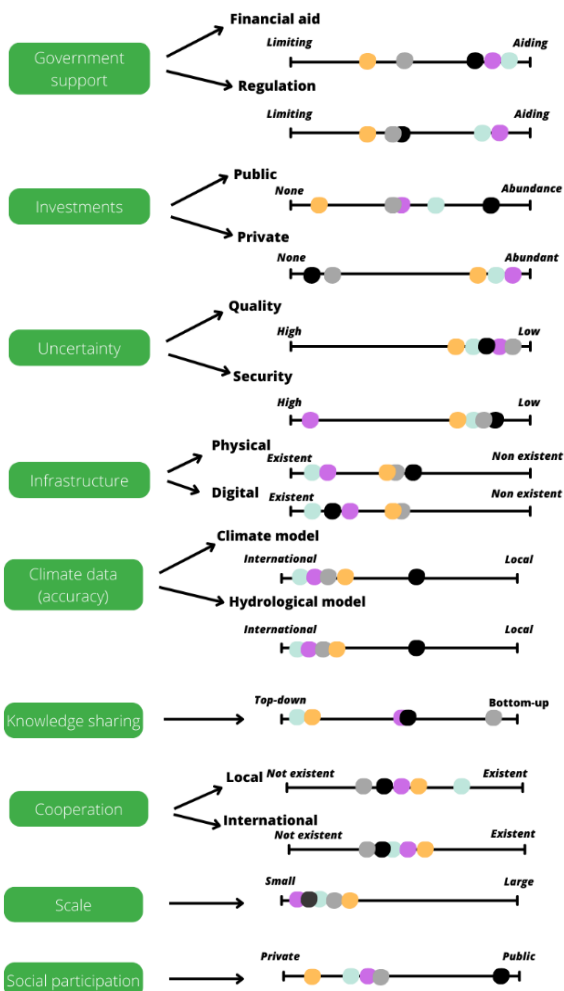 Financial aid
Limiting
Aiding
Government
support
Regulation
Limiting
Aiding
Public
None
Abundance
Investments
Private
None
Abundant
Quality
High
Low
Uncertainty
Security
High
Low
Physical
Existent
Non existent
Infrastructure
Digital
Existent
Non existent
Climate model
International
Local
Climate data
(accuracy)
Hydrological model
International
Local
Top-down
Bottom-up
Knowledge sharing
Local
Not existent
Existent
Cooperation
International
Not existent
Existent
Small
Large
Scale
Private
Public
Social participation